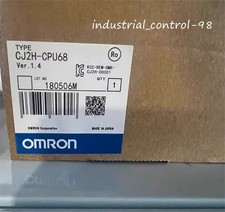 industrial_control-98
TYPE
CJ2H-CPU68
Ver.1.4
KCC-REM-OMR-
CJ2H-00001
LOT NO
180506M
QTY
1
OMRON Corporation
MADE IN JAPAN
OMRON